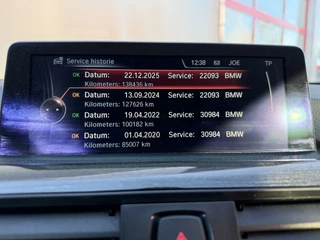 Service historie 12:38 68 JOE TP
OK Datum: 22.12.2025 Service: 22093 BMW
Kilometers: 138436 km
OK Datum: 13.09.2024 Service: 22093 BMW
Kilometers: 127626 km
OK Datum: 19.04.2022 Service: 30984 BMW
Kilometers: 100182 km
OK Datum: 01.04.2020 Service: 30984 BMW
Kilometers: 85007 km